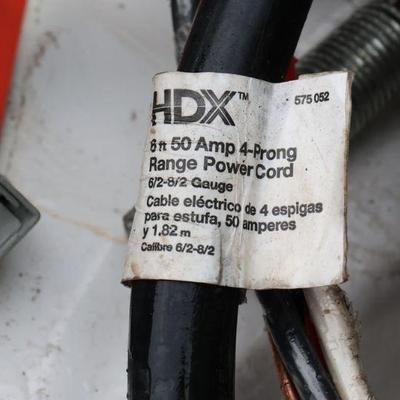 HDX™
575 052
6 ft 50 Amp 4-Prong
Range Power Cord
6/2-8/2 Gauge
Cable eléctrico de 4 espigas
para estufa, 50 amperes
y 1.82 m
Calibre 6/2-8/2